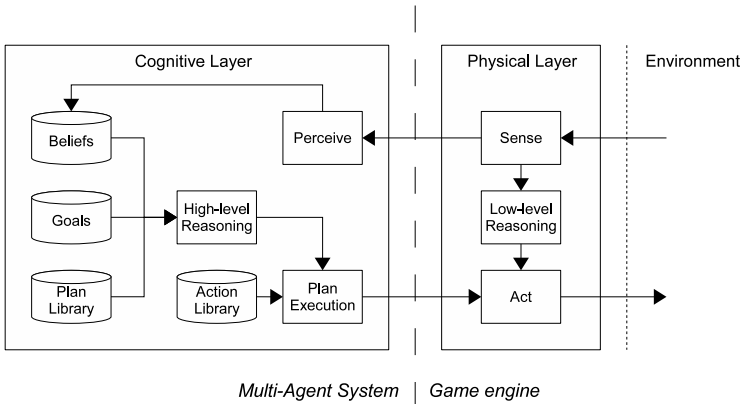 Cognitive Layer
Physical Layer
Environment
Beliefs
Perceive
Sense
Goals
High-level
Reasoning
Low-level
Reasoning
Plan
Library
Action
Library
Plan
Execution
Act
Multi-Agent System
Game engine